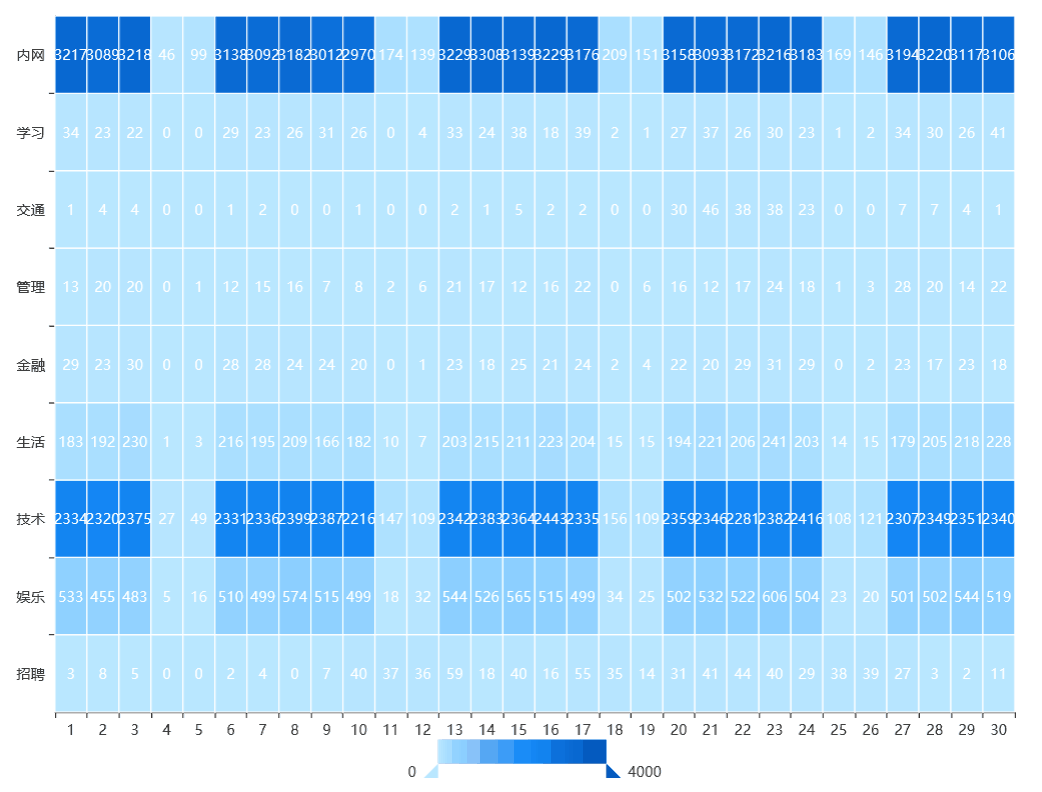 内网 3217 3089 3218 46 99 3138 3092 3182 3012 2970 174 139 3229 3308 3139 3229 3176 209 151 3158 3093 3172 3216 3183 169 146 3194 3220 3117 3106
学习 34 23 22 0 0 29 23 26 31 26 0 4 33 24 38 18 39 2 1 27 37 26 30 23 1 2 34 30 26 41
交通 1 4 4 0 0 1 2 0 0 1 0 0 2 1 5 2 2 0 0 30 46 38 38 23 0 0 7 7 4 1
管理 13 20 20 0 1 12 15 16 7 8 2 6 21 17 12 16 22 0 6 16 12 17 24 18 1 3 28 20 14 22
金融 29 23 30 0 0 28 28 24 24 20 0 1 23 18 25 21 24 2 4 22 20 29 31 29 0 2 23 17 23 18
生活 183 192 230 1 3 216 195 209 166 182 10 7 203 215 211 223 204 15 15 194 221 206 241 203 14 15 179 205 218 228
技术 2334 2320 2375 27 49 2331 2336 2399 2387 2216 147 109 2342 2383 2364 2443 2335 156 109 2359 2346 2281 2382 2416 108 121 2307 2349 2351 2340
娱乐 533 455 483 5 16 510 499 574 515 499 18 32 544 526 565 515 499 34 25 502 532 522 606 504 23 20 501 502 544 519
招聘 3 8 5 0 0 2 4 0 7 40 37 36 59 18 40 16 55 35 14 31 41 44 40 29 38 39 27 3 2 11
1 2 3 4 5 6 7 8 9 10 11 12 13 14 15 16 17 18 19 20 21 22 23 24 25 26 27 28 29 30
0 4000